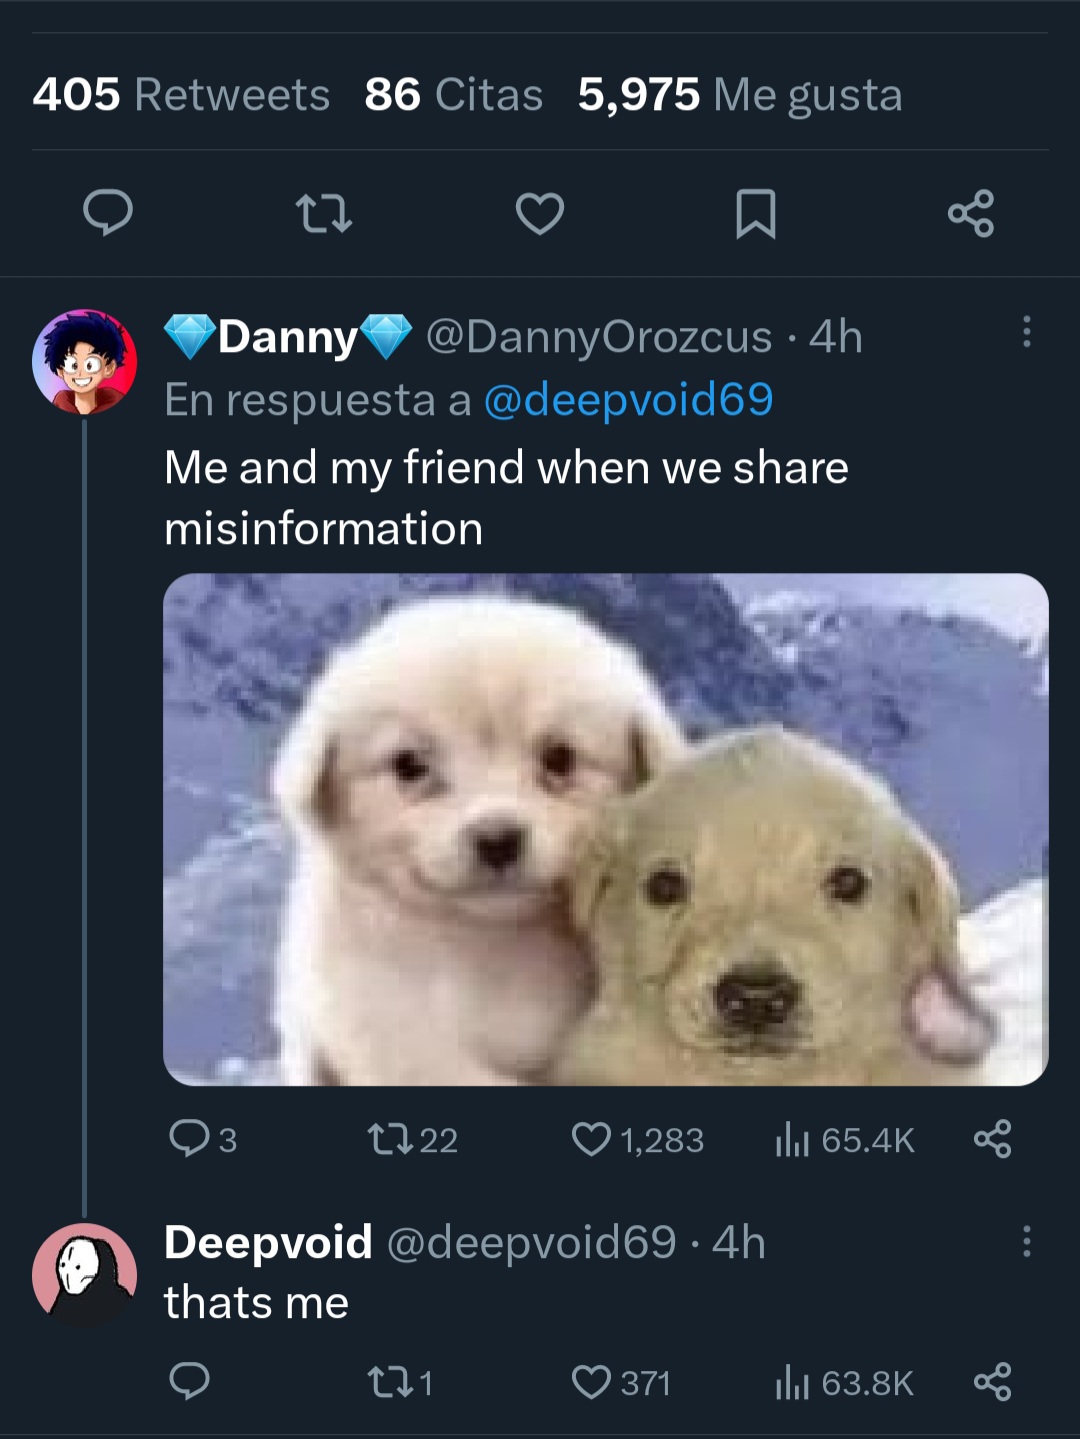 405 Retweets 86 Citas 5,975 Me gusta
💎Danny💎 @DannyOrozcus · 4h
En respuesta a @deepvoid69
Me and my friend when we share
misinformation
3 22 1,283 65.4K
Deepvoid @deepvoid69 · 4h
thats me
1 371 63.8K